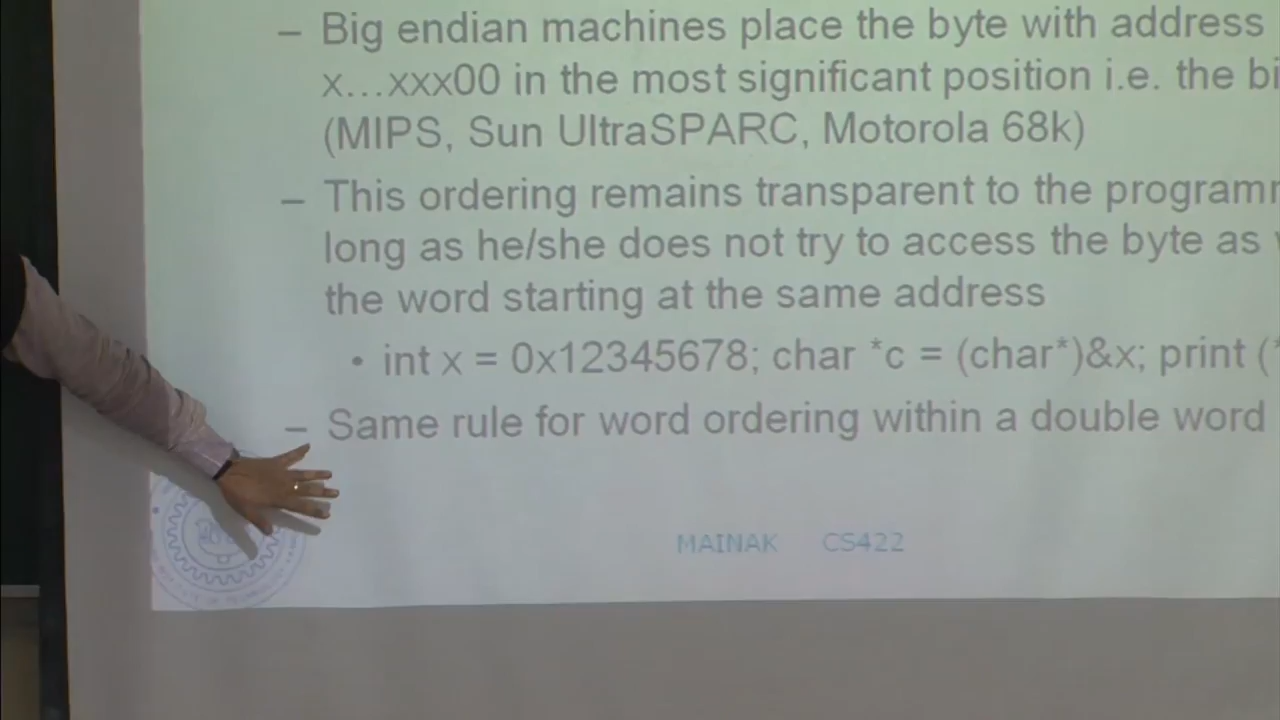 – Big endian machines place the byte with address
x...xxx00 in the most significant position i.e. the bi
(MIPS, Sun UltraSPARC, Motorola 68k)
– This ordering remains transparent to the programm
long as he/she does not try to access the byte as
the word starting at the same address
• int x = 0x12345678; char *c = (char*)&x; print (*
– Same rule for word ordering within a double word
MAINAK CS422